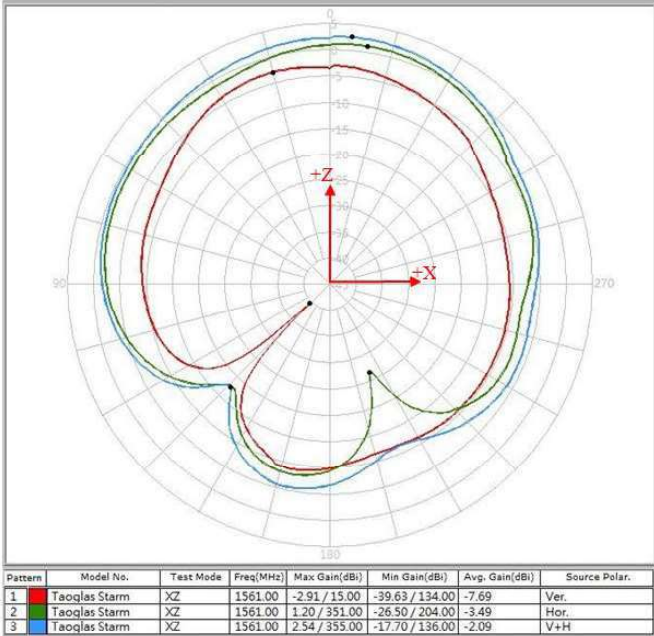 0
5
0
-5
-10
-15
-20
-25
-30
-35
-40
+Z
+X
90
270
180
Pattern Model No. Test Mode Freq(MHz) Max Gain(dBi) Min Gain(dBi) Avg. Gain(dBi) Source Polar.
1 Taoglas Starm XZ 1561.00 -2.91 / 15.00 -39.63 / 134.00 -7.69 Ver.
2 Taoglas Starm XZ 1561.00 1.20 / 351.00 -26.50 / 204.00 -3.49 Hor.
3 Taoglas Starm XZ 1561.00 2.54 / 355.00 -17.70 / 136.00 -2.09 V+H